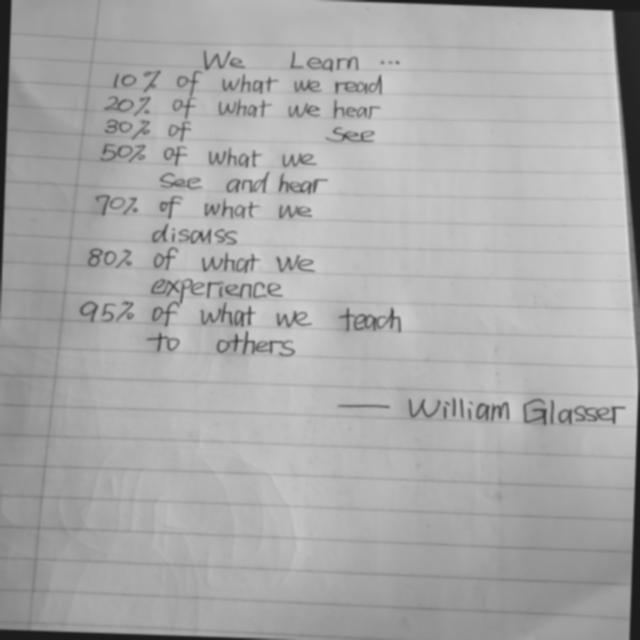 We Learn ...
10% of what we read
20% of what we hear
30% of see
50% of what we
see and hear
70% of what we
discuss
80% of what we
experience
95% of what we teach
to others
— William Glasser